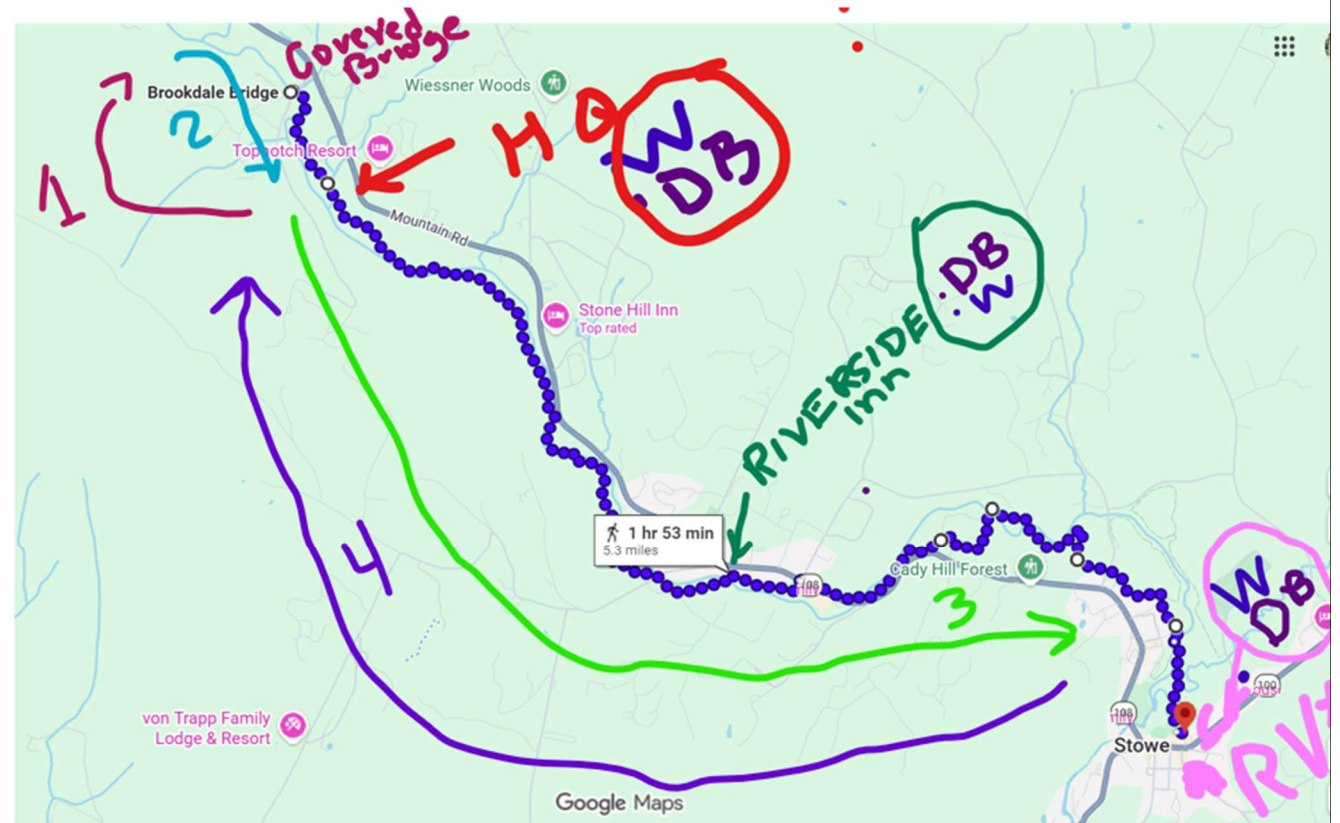 Covered
Bridge
Brookdale Bridge
Wiessner Woods
1
2
HQ
W
DB
Topnotch Resort
Mountain Rd
DB
W
Stone Hill Inn
Top rated
RIVERSIDE
inn
1 hr 53 min
5.3 miles
4
108
Cady Hill Forest
3
W
DB
100
von Trapp Family
Lodge & Resort
108
Stowe
RV
Google Maps